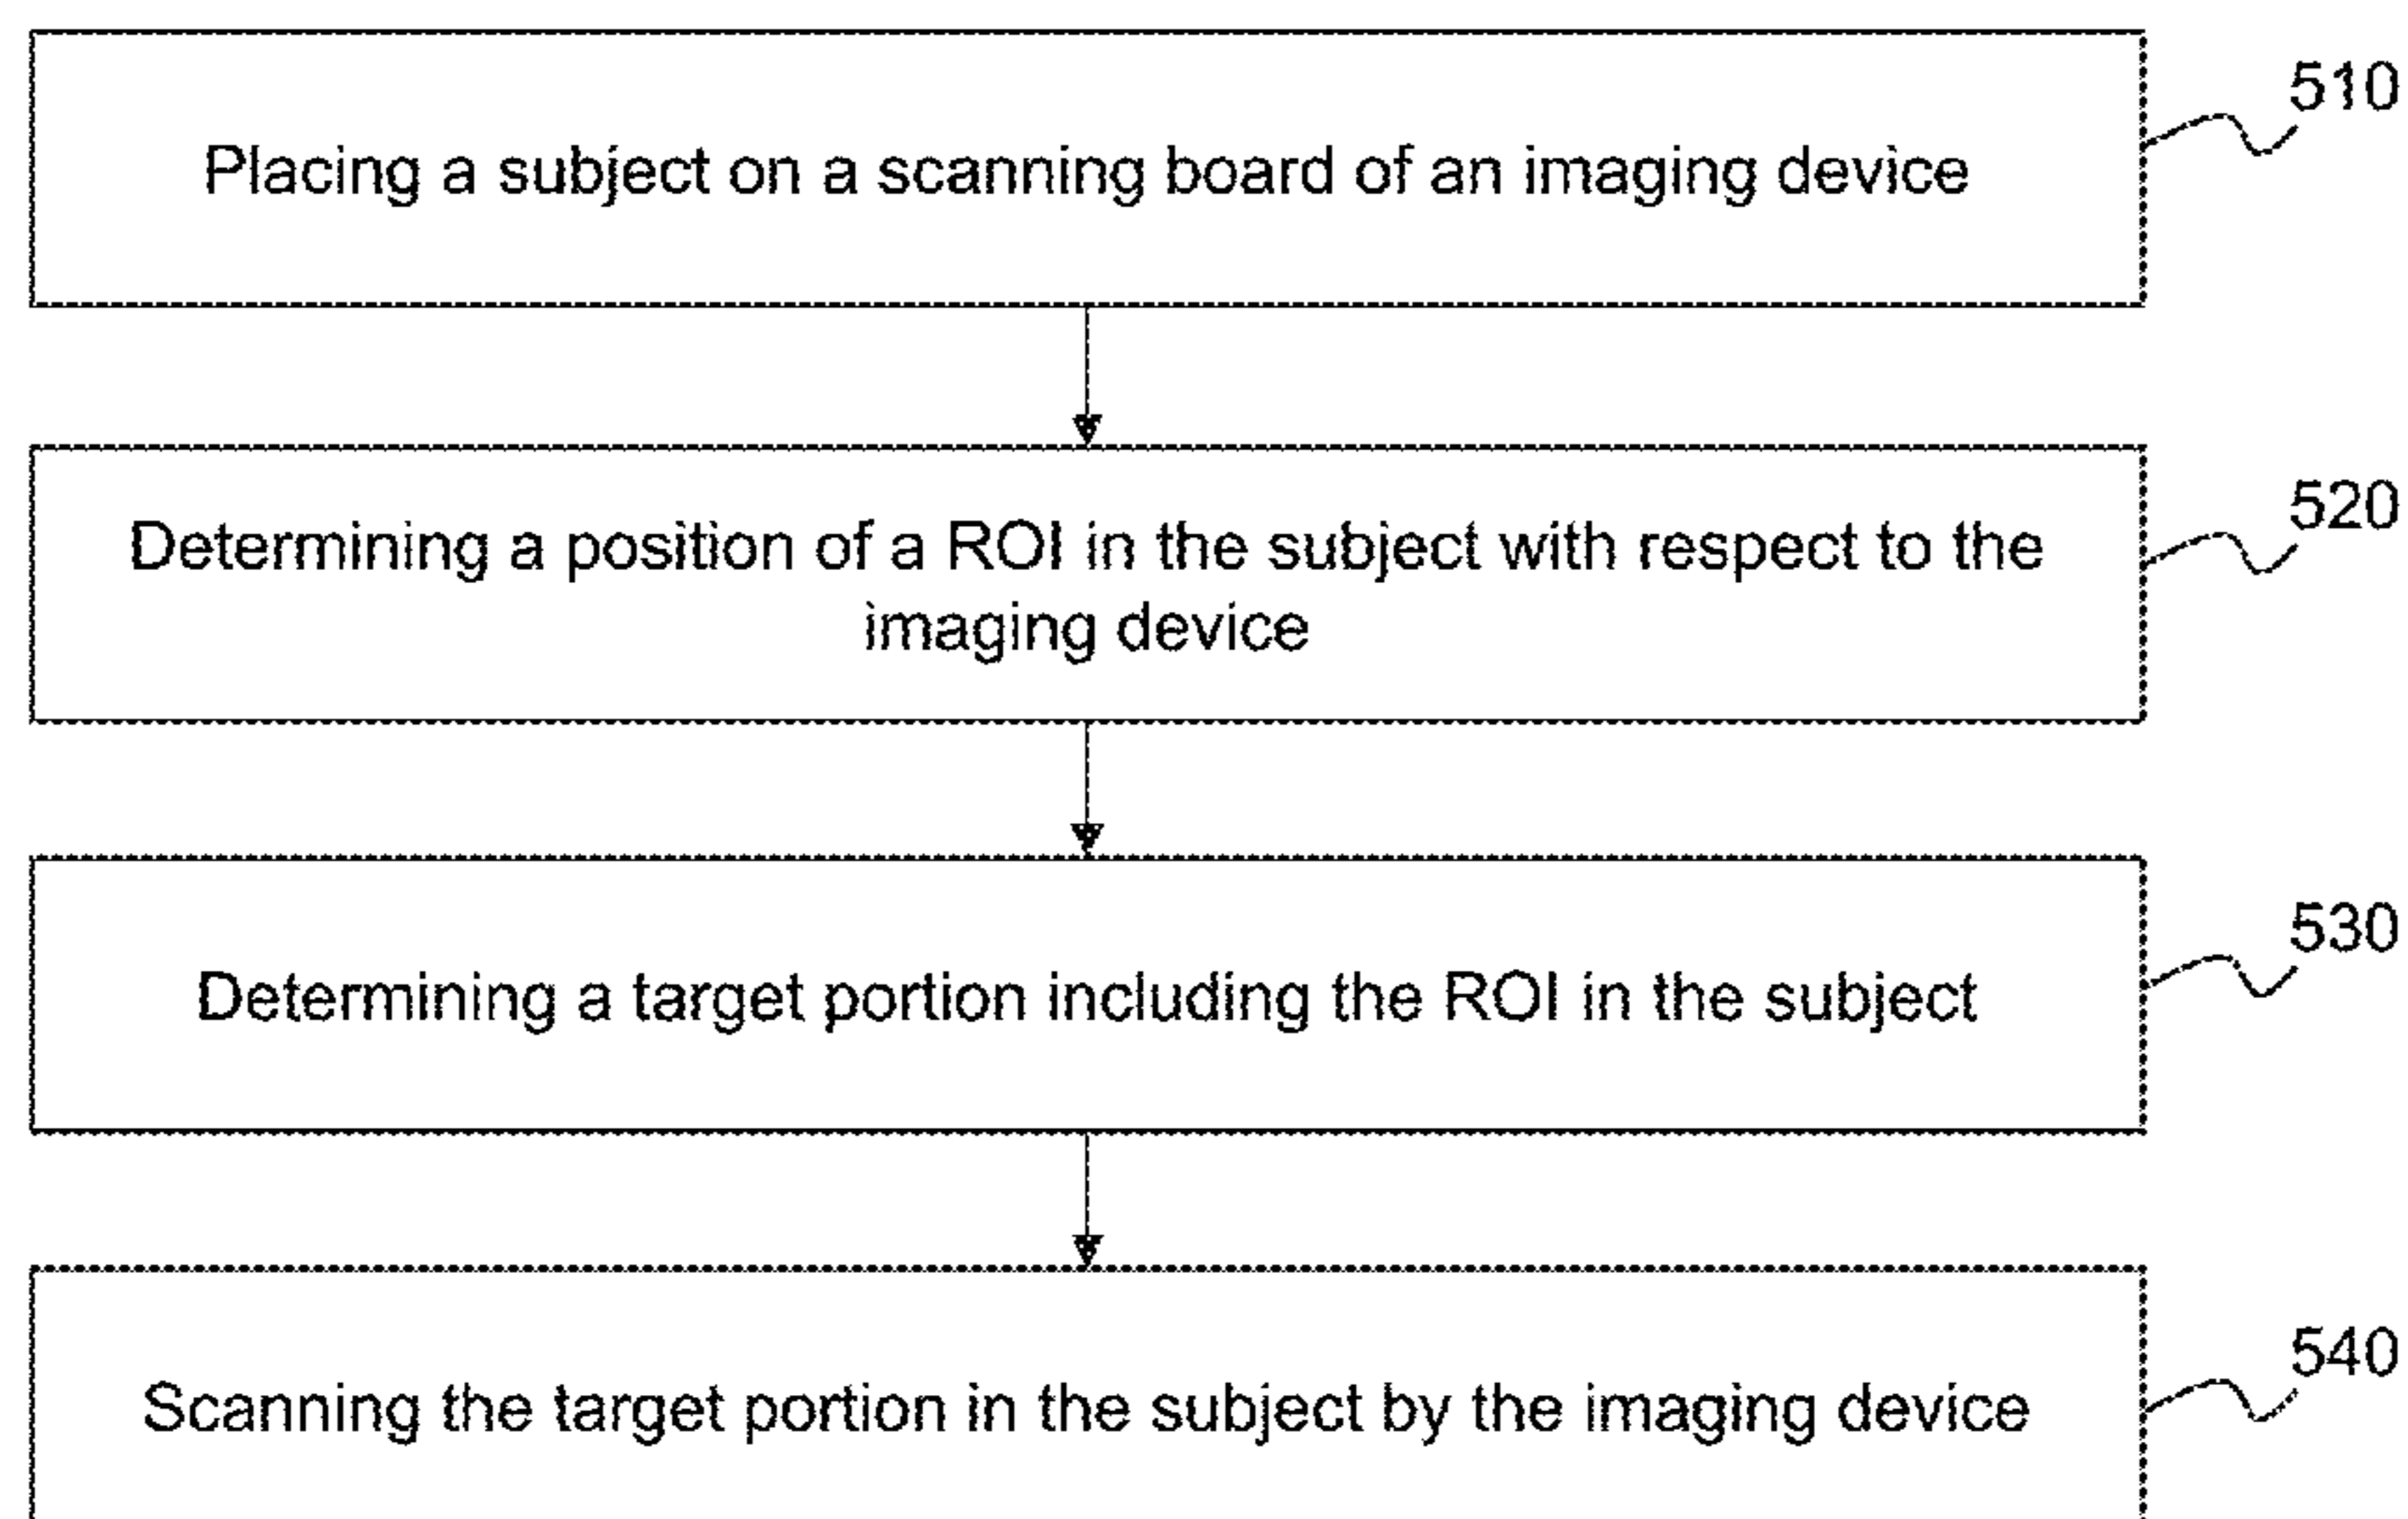 Placing a subject on a scanning board of an imaging device
510
Determining a position of a ROI in the subject with respect to the
imaging device
520
Determining a target portion including the ROI in the subject
530
Scanning the target portion in the subject by the imaging device
540